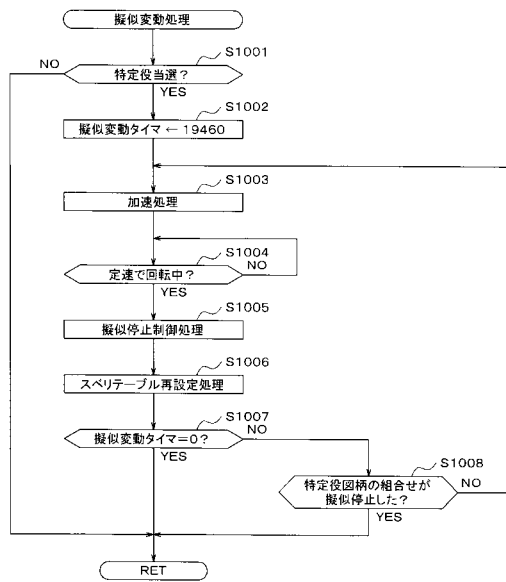 擬似変動処理
S1001
NO
特定役当選?
YES
S1002
擬似変動タイマ ← 19460
S1003
加速処理
S1004
定速で回転中?
NO
YES
S1005
擬似停止制御処理
S1006
スベリテーブル再設定処理
S1007
擬似変動タイマ=0?
NO
YES
S1008
特定役図柄の組合せが
擬似停止した?
NO
YES
RET